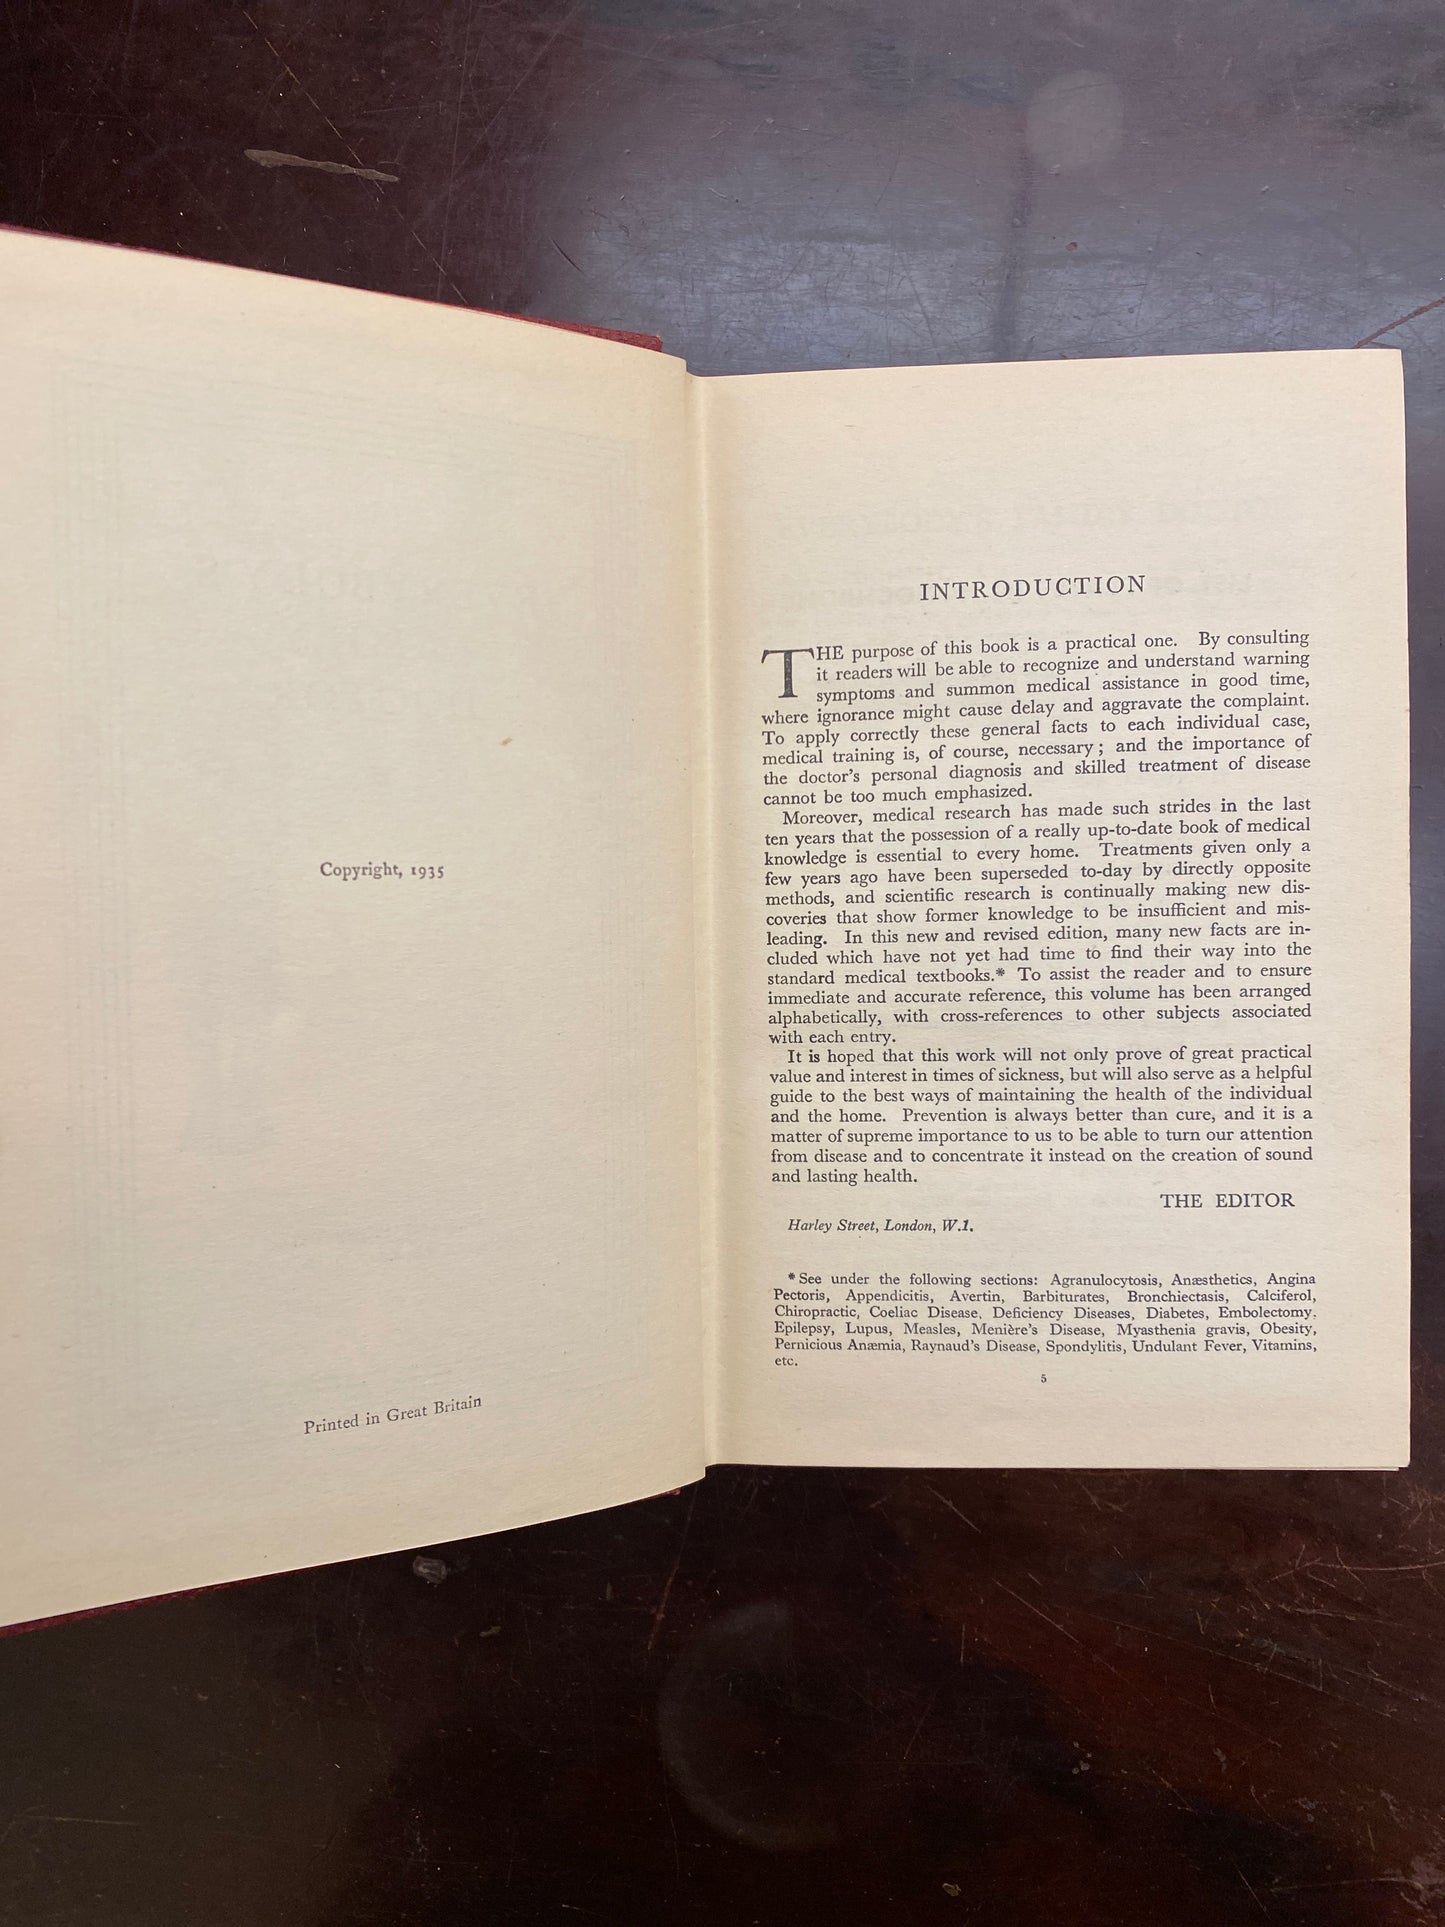 Copyright, 1935
Printed in Great Britain
INTRODUCTION
THE purpose of this book is a practical one. By consulting
it readers will be able to recognize and understand warning
symptoms and summon medical assistance in good time,
where ignorance might cause delay and aggravate the complaint.
To apply correctly these general facts to each individual case,
medical training is, of course, necessary; and the importance of
the doctor's personal diagnosis and skilled treatment of disease
cannot be too much emphasized.
Moreover, medical research has made such strides in the last
ten years that the possession of a really up-to-date book of medical
knowledge is essential to every home. Treatments given only a
few years ago have been superseded to-day by directly opposite
methods, and scientific research is continually making new dis-
coveries that show former knowledge to be insufficient and mis-
leading. In this new and revised edition, many new facts are in-
cluded which have not yet had time to find their way into the
standard medical textbooks.* To assist the reader and to ensure
immediate and accurate reference, this volume has been arranged
alphabetically, with cross-references to other subjects associated
with each entry.
It is hoped that this work will not only prove of great practical
value and interest in times of sickness, but will also serve as a helpful
guide to the best ways of maintaining the health of the individual
and the home. Prevention is always better than cure, and it is a
matter of supreme importance to us to be able to turn our attention
from disease and to concentrate it instead on the creation of sound
and lasting health.
THE EDITOR
Harley Street, London, W.1.
* See under the following sections: Agranulocytosis, Anæsthetics, Angina
Pectoris, Appendicitis, Avertin, Barbiturates, Bronchiectasis, Calciferol,
Chiropractic, Coeliac Disease, Deficiency Diseases, Diabetes, Embolectomy,
Epilepsy, Lupus, Measles, Menière's Disease, Myasthenia gravis, Obesity,
Pernicious Anæmia, Raynaud's Disease, Spondylitis, Undulant Fever, Vitamins,
etc.
5